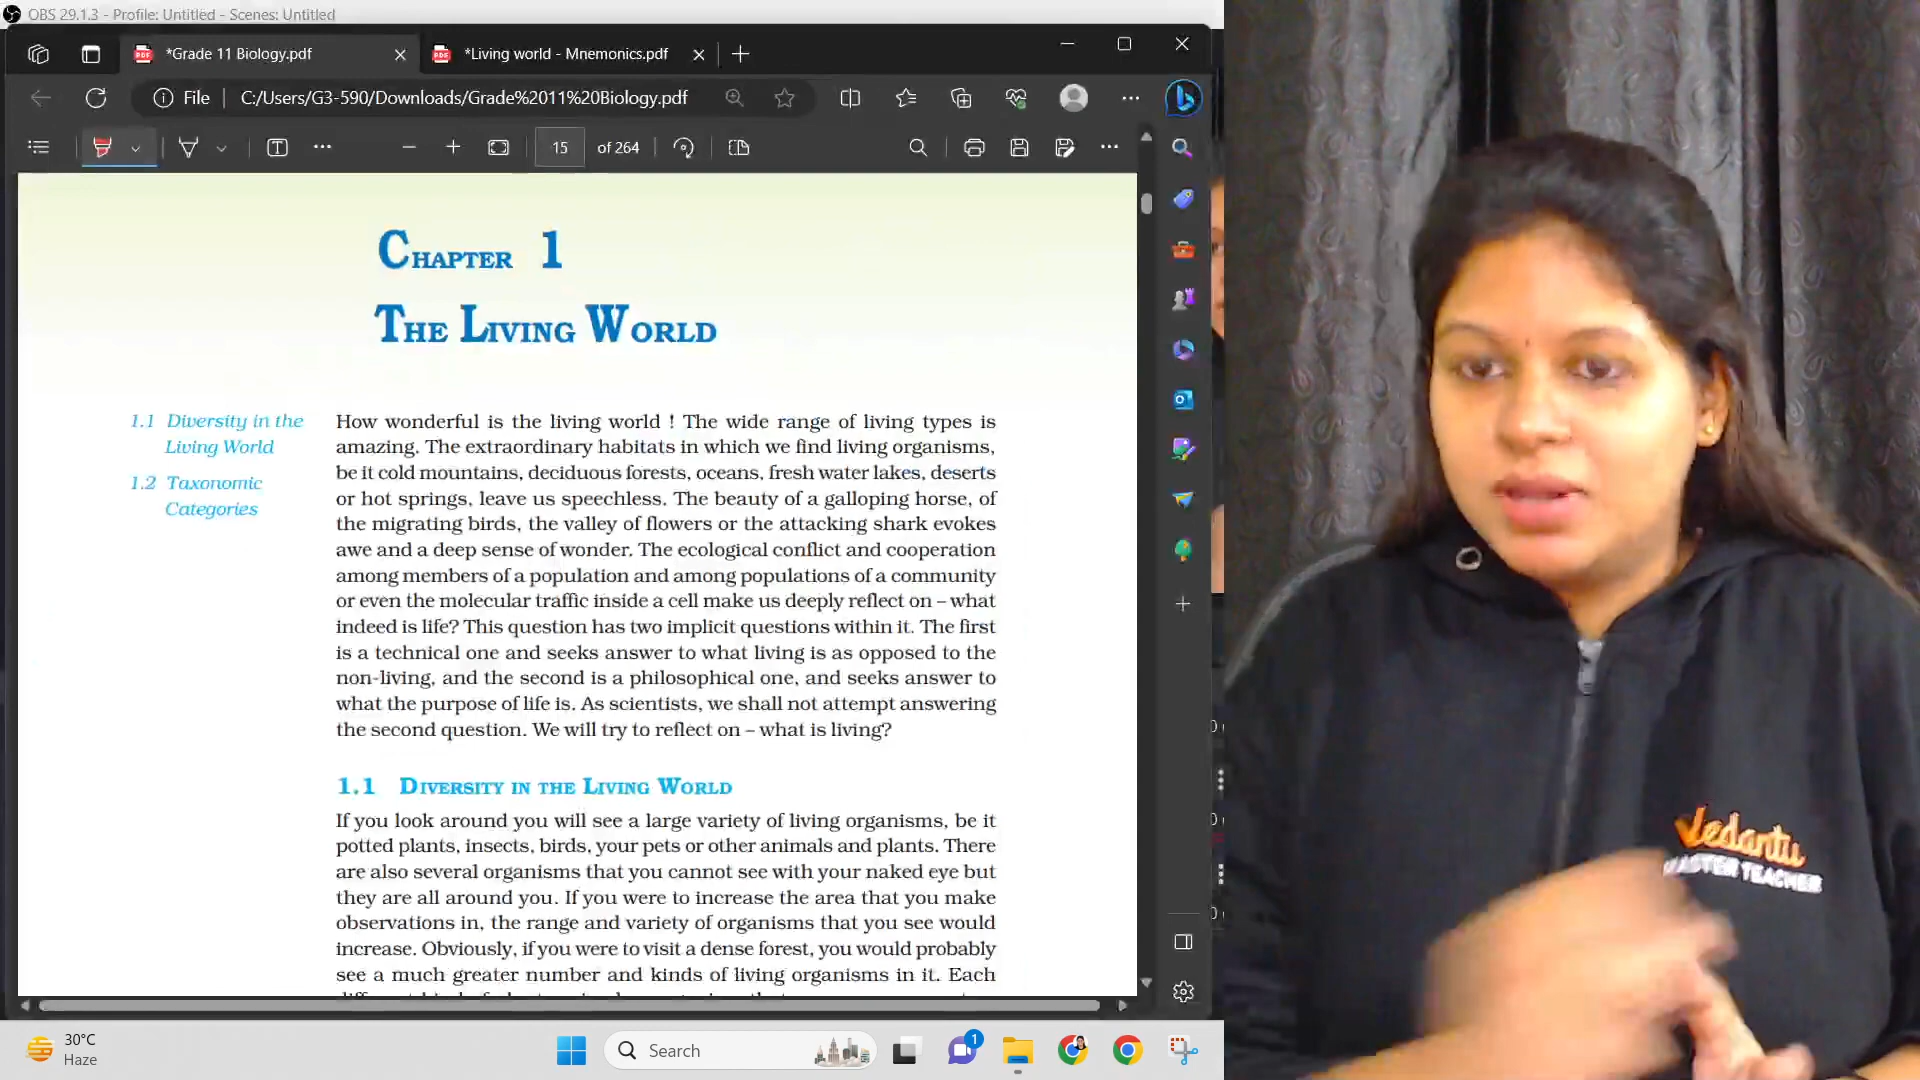 OBS 29.1.3 - Profile: Untitled - Scenes: Untitled
*Grade 11 Biology.pdf
*Living world - Mnemonics.pdf
File
C:/Users/G3-590/Downloads/Grade%2011%20Biology.pdf
15 of 264
CHAPTER 1
THE LIVING WORLD
1.1 Diversity in the
Living World
1.2 Taxonomic
Categories
How wonderful is the living world ! The wide range of living types is
amazing. The extraordinary habitats in which we find living organisms,
be it cold mountains, deciduous forests, oceans, fresh water lakes, deserts
or hot springs, leave us speechless. The beauty of a galloping horse, of
the migrating birds, the valley of flowers or the attacking shark evokes
awe and a deep sense of wonder. The ecological conflict and cooperation
among members of a population and among populations of a community
or even the molecular traffic inside a cell make us deeply reflect on – what
indeed is life? This question has two implicit questions within it. The first
is a technical one and seeks answer to what living is as opposed to the
non-living, and the second is a philosophical one, and seeks answer to
what the purpose of life is. As scientists, we shall not attempt answering
the second question. We will try to reflect on – what is living?
1.1 DIVERSITY IN THE LIVING WORLD
If you look around you will see a large variety of living organisms, be it
potted plants, insects, birds, your pets or other animals and plants. There
are also several organisms that you cannot see with your naked eye but
they are all around you. If you were to increase the area that you make
observations in, the range and variety of organisms that you see would
increase. Obviously, if you were to visit a dense forest, you would probably
see a much greater number and kinds of living organisms in it. Each
Vedantu
MASTER TEACHER
30°C
Haze
Search
1